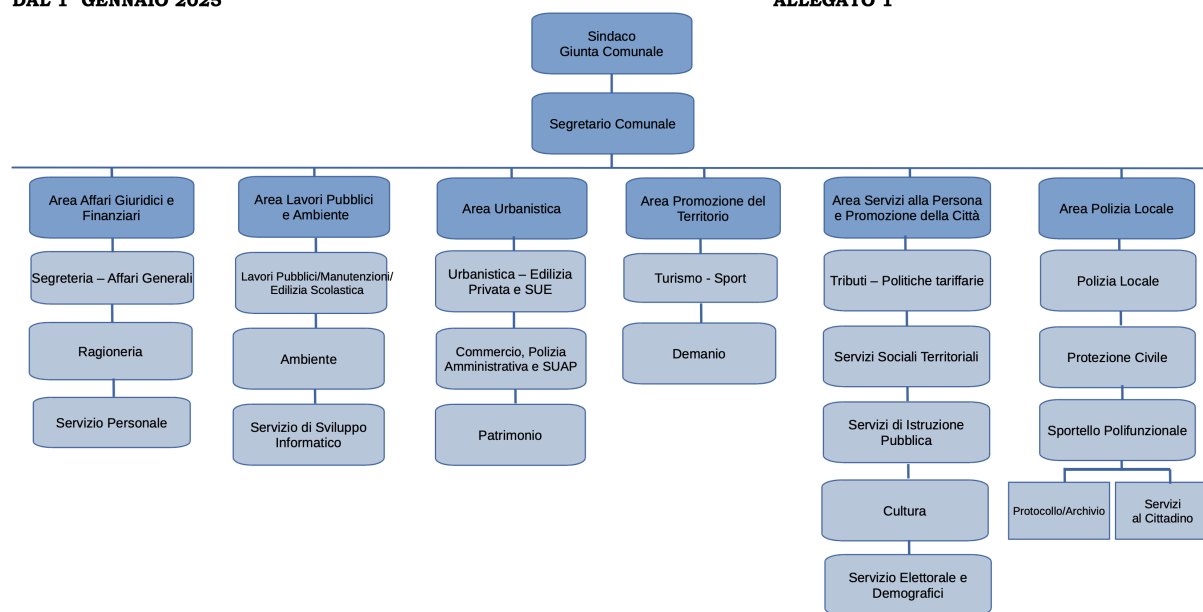 DAL 1° GENNAIO 2025
ALLEGATO 1
Sindaco
Giunta Comunale
Segretario Comunale
Area Affari Giuridici e
Finanziari
Segreteria – Affari Generali
Ragioneria
Servizio Personale
Area Lavori Pubblici
e Ambiente
Lavori Pubblici/Manutenzioni/
Edilizia Scolastica
Ambiente
Servizio di Sviluppo
Informatico
Area Urbanistica
Urbanistica – Edilizia
Privata e SUE
Commercio, Polizia
Amministrativa e SUAP
Patrimonio
Area Promozione del
Territorio
Turismo - Sport
Demanio
Area Servizi alla Persona
e Promozione della Città
Tributi – Politiche tariffarie
Servizi Sociali Territoriali
Servizi di Istruzione
Pubblica
Cultura
Servizio Elettorale e
Demografici
Area Polizia Locale
Polizia Locale
Protezione Civile
Sportello Polifunzionale
Protocollo/Archivio
Servizi
al Cittadino